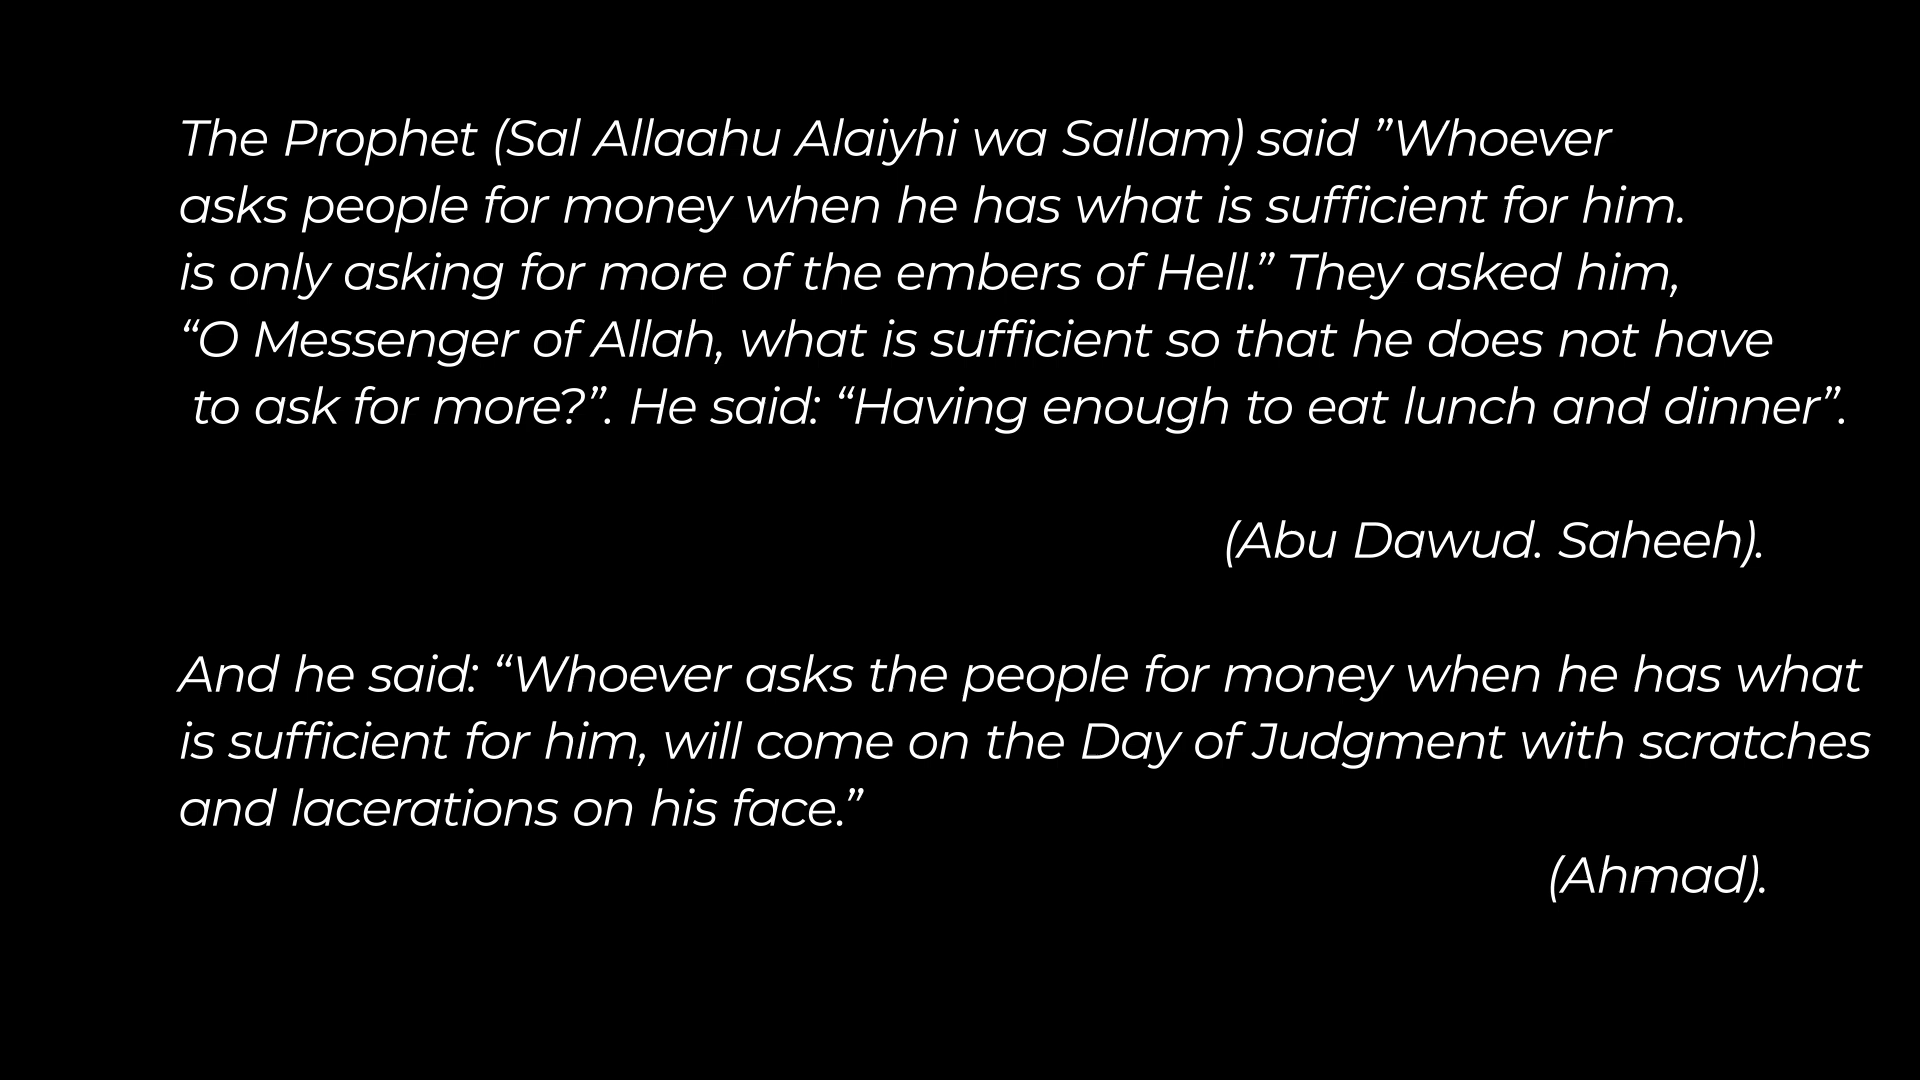 The Prophet (Sal Allaahu Alaiyhi wa Sallam) said ”Whoever
asks people for money when he has what is sufficient for him.
is only asking for more of the embers of Hell.” They asked him,
“O Messenger of Allah, what is sufficient so that he does not have
to ask for more?”. He said: “Having enough to eat lunch and dinner”.
(Abu Dawud. Saheeh).
And he said: “Whoever asks the people for money when he has what
is sufficient for him, will come on the Day of Judgment with scratches
and lacerations on his face.”
(Ahmad).